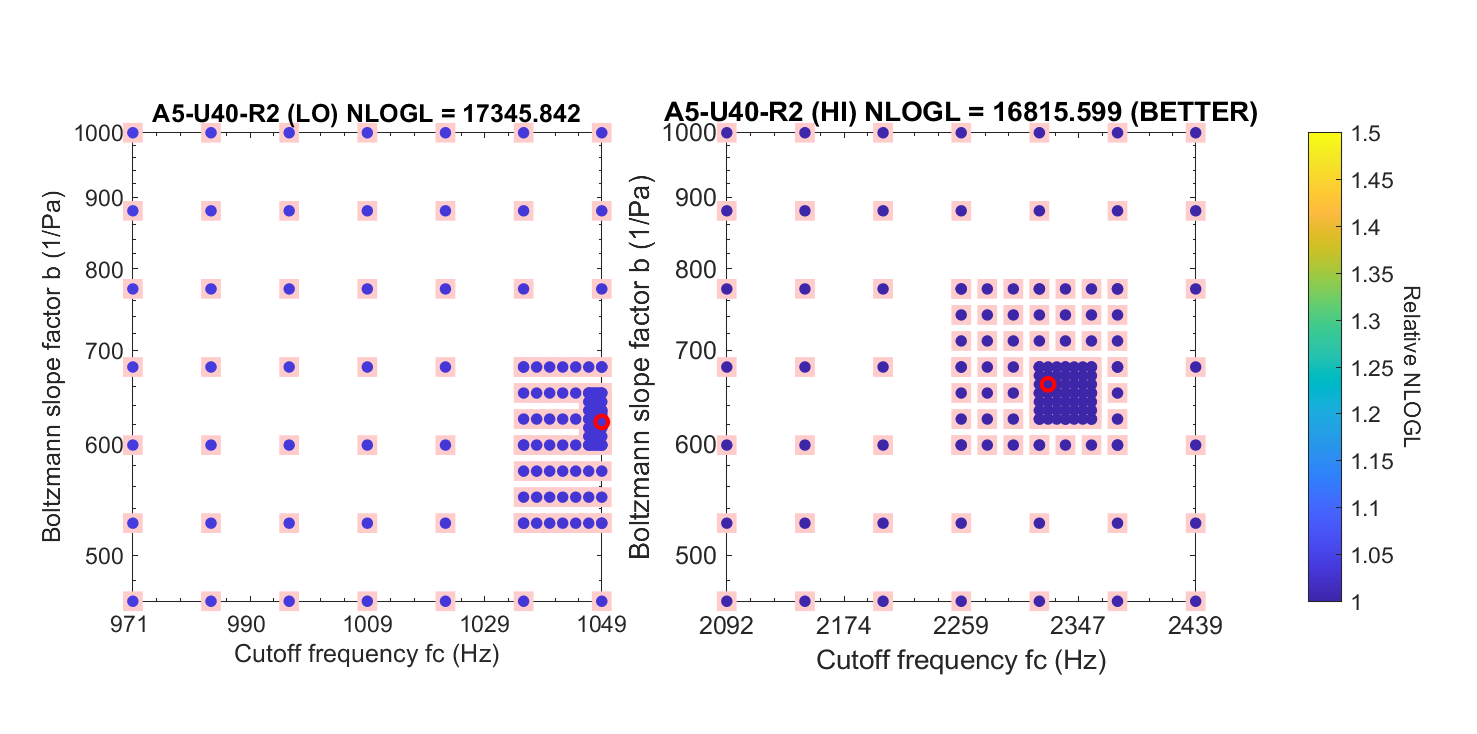 A5-U40-R2 (LO) NLOGL = 17345.842
1000
900
800
700
600
500
971 990 1009 1029 1049
Cutoff frequency fc (Hz)
Boltzmann slope factor b (1/Pa)
A5-U40-R2 (HI) NLOGL = 16815.599 (BETTER)
1000
900
800
700
600
500
2092 2174 2259 2347 2439
Cutoff frequency fc (Hz)
Boltzmann slope factor b (1/Pa)
1.5
1.45
1.4
1.35
1.3
1.25
1.2
1.15
1.1
1.05
1
Relative NLOGL